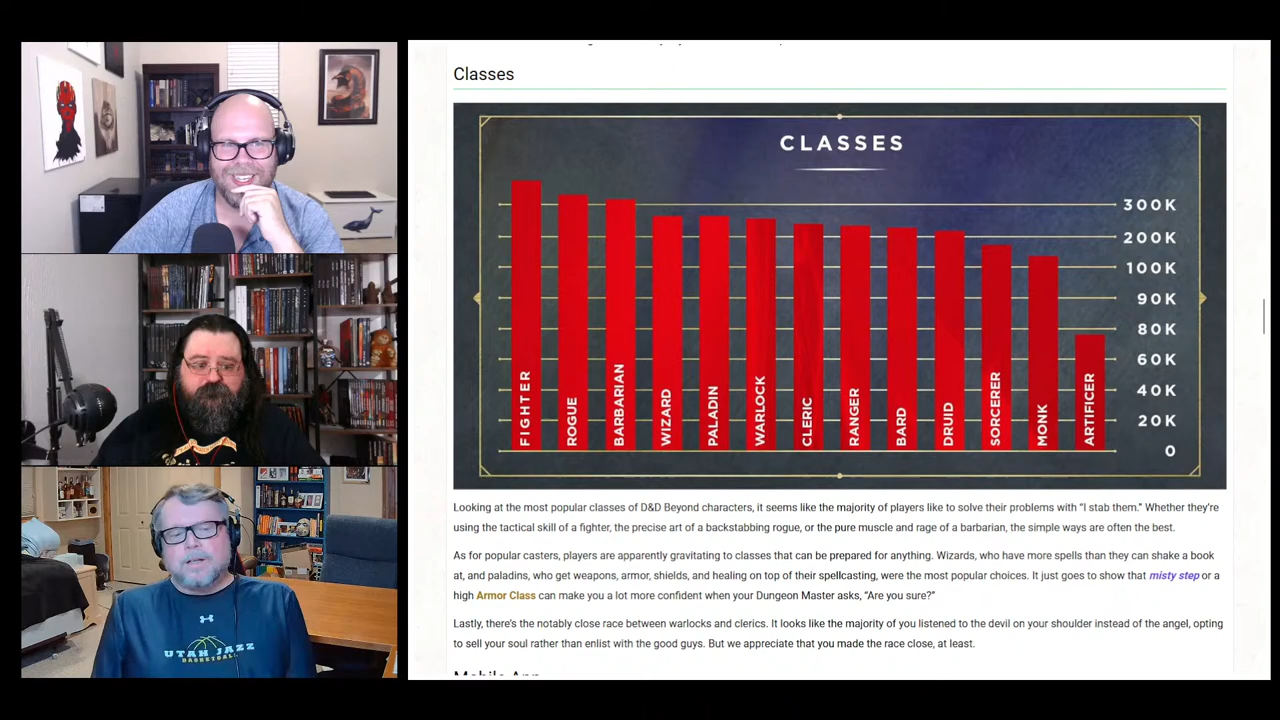 Classes
CLASSES
300K
200K
100K
90K
80K
60K
40K
20K
0
FIGHTER
ROGUE
BARBARIAN
WIZARD
PALADIN
WARLOCK
CLERIC
RANGER
BARD
DRUID
SORCERER
MONK
ARTIFICER
Looking at the most popular classes of D&D Beyond characters, it seems like the majority of players like to solve their problems with “I stab them.” Whether they're
using the tactical skill of a fighter, the precise art of a backstabbing rogue, or the pure muscle and rage of a barbarian, the simple ways are often the best.
As for popular casters, players are apparently gravitating to classes that can be prepared for anything. Wizards, who have more spells than they can shake a book
at, and paladins, who get weapons, armor, shields, and healing on top of their spellcasting, were the most popular choices. It just goes to show that misty step or a
high Armor Class can make you a lot more confident when your Dungeon Master asks, “Are you sure?”
Lastly, there's the notably close race between warlocks and clerics. It looks like the majority of you listened to the devil on your shoulder instead of the angel, opting
to sell your soul rather than enlist with the good guys. But we appreciate that you made the race close, at least.
UTAH JAZZ
BASKETBALL